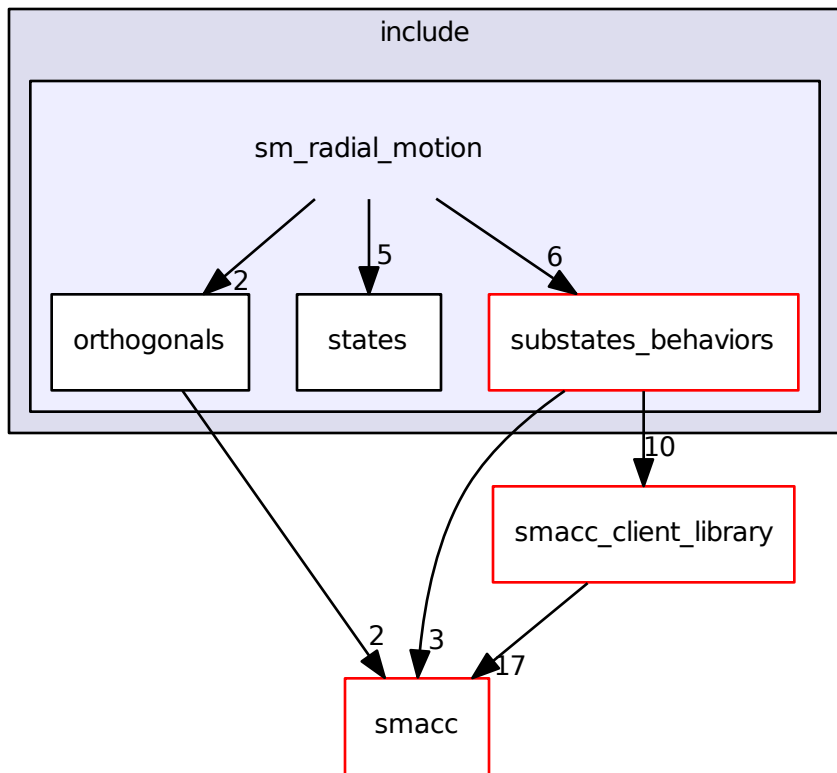 include
sm_radial_motion
2
5
6
orthogonals
states
substates_behaviors
10
smacc_client_library
2
3
17
smacc